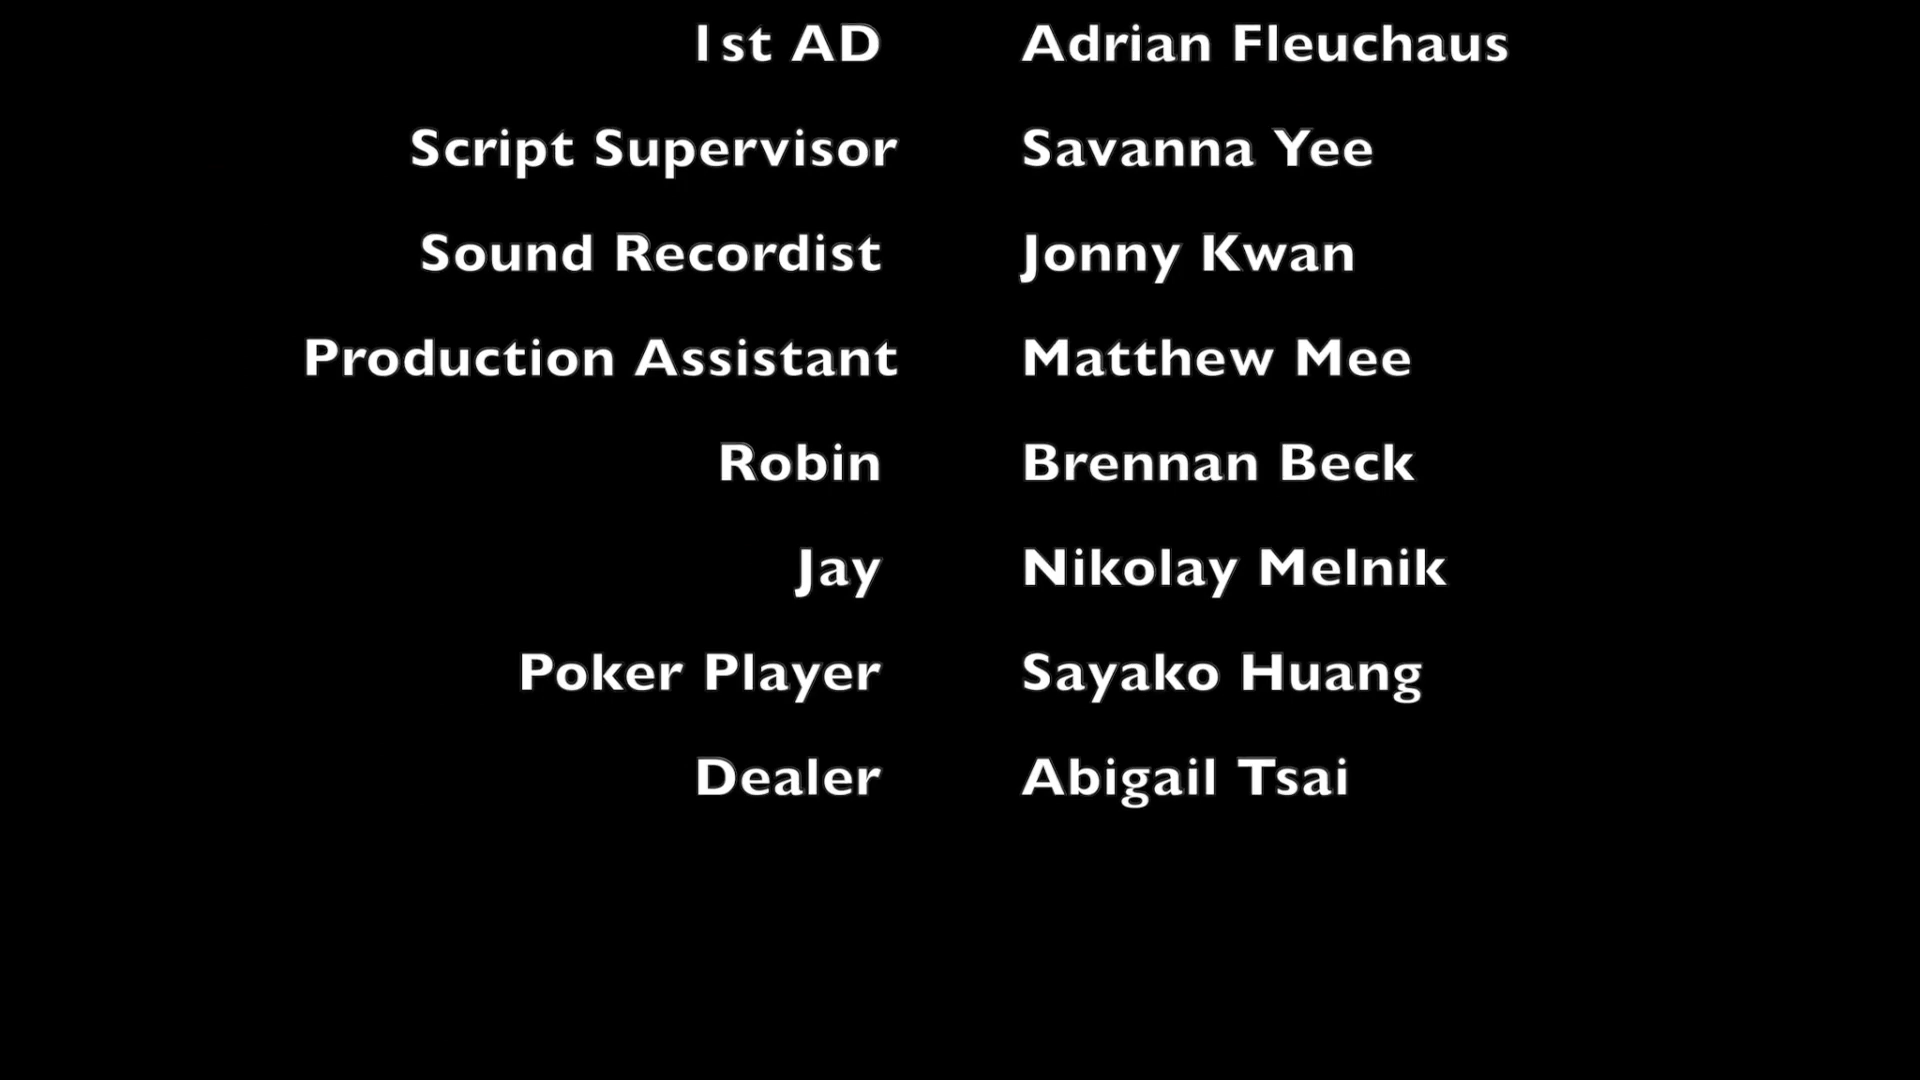 1st AD Adrian Fleuchaus
Script Supervisor Savanna Yee
Sound Recordist Jonny Kwan
Production Assistant Matthew Mee
Robin Brennan Beck
Jay Nikolay Melnik
Poker Player Sayako Huang
Dealer Abigail Tsai